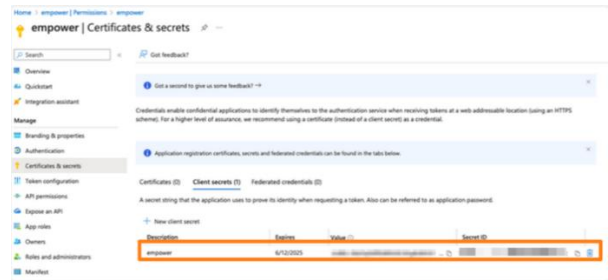 Home > empower | Permissions > empower
empower | Certificates & secrets
Search
Got feedback?
Overview
Quickstart
Integration assistant
Manage
Branding & properties
Authentication
Certificates & secrets
Token configuration
API permissions
Expose an API
App roles
Owners
Roles and administrators
Manifest
Got a second to give us some feedback? →
Credentials enable confidential applications to identify themselves to the authentication service when receiving tokens at a web addressable location (using an HTTPS
scheme). For a higher level of assurance, we recommend using a certificate (instead of a client secret) as a credential.
Application registration certificates, secrets and federated credentials can be found in the tabs below.
Certificates (0) Client secrets (1) Federated credentials (0)
A secret string that the application uses to prove its identity when requesting a token. Also can be referred to as application password.
New client secret
Description Expires Value Secret ID
empower 6/12/2025